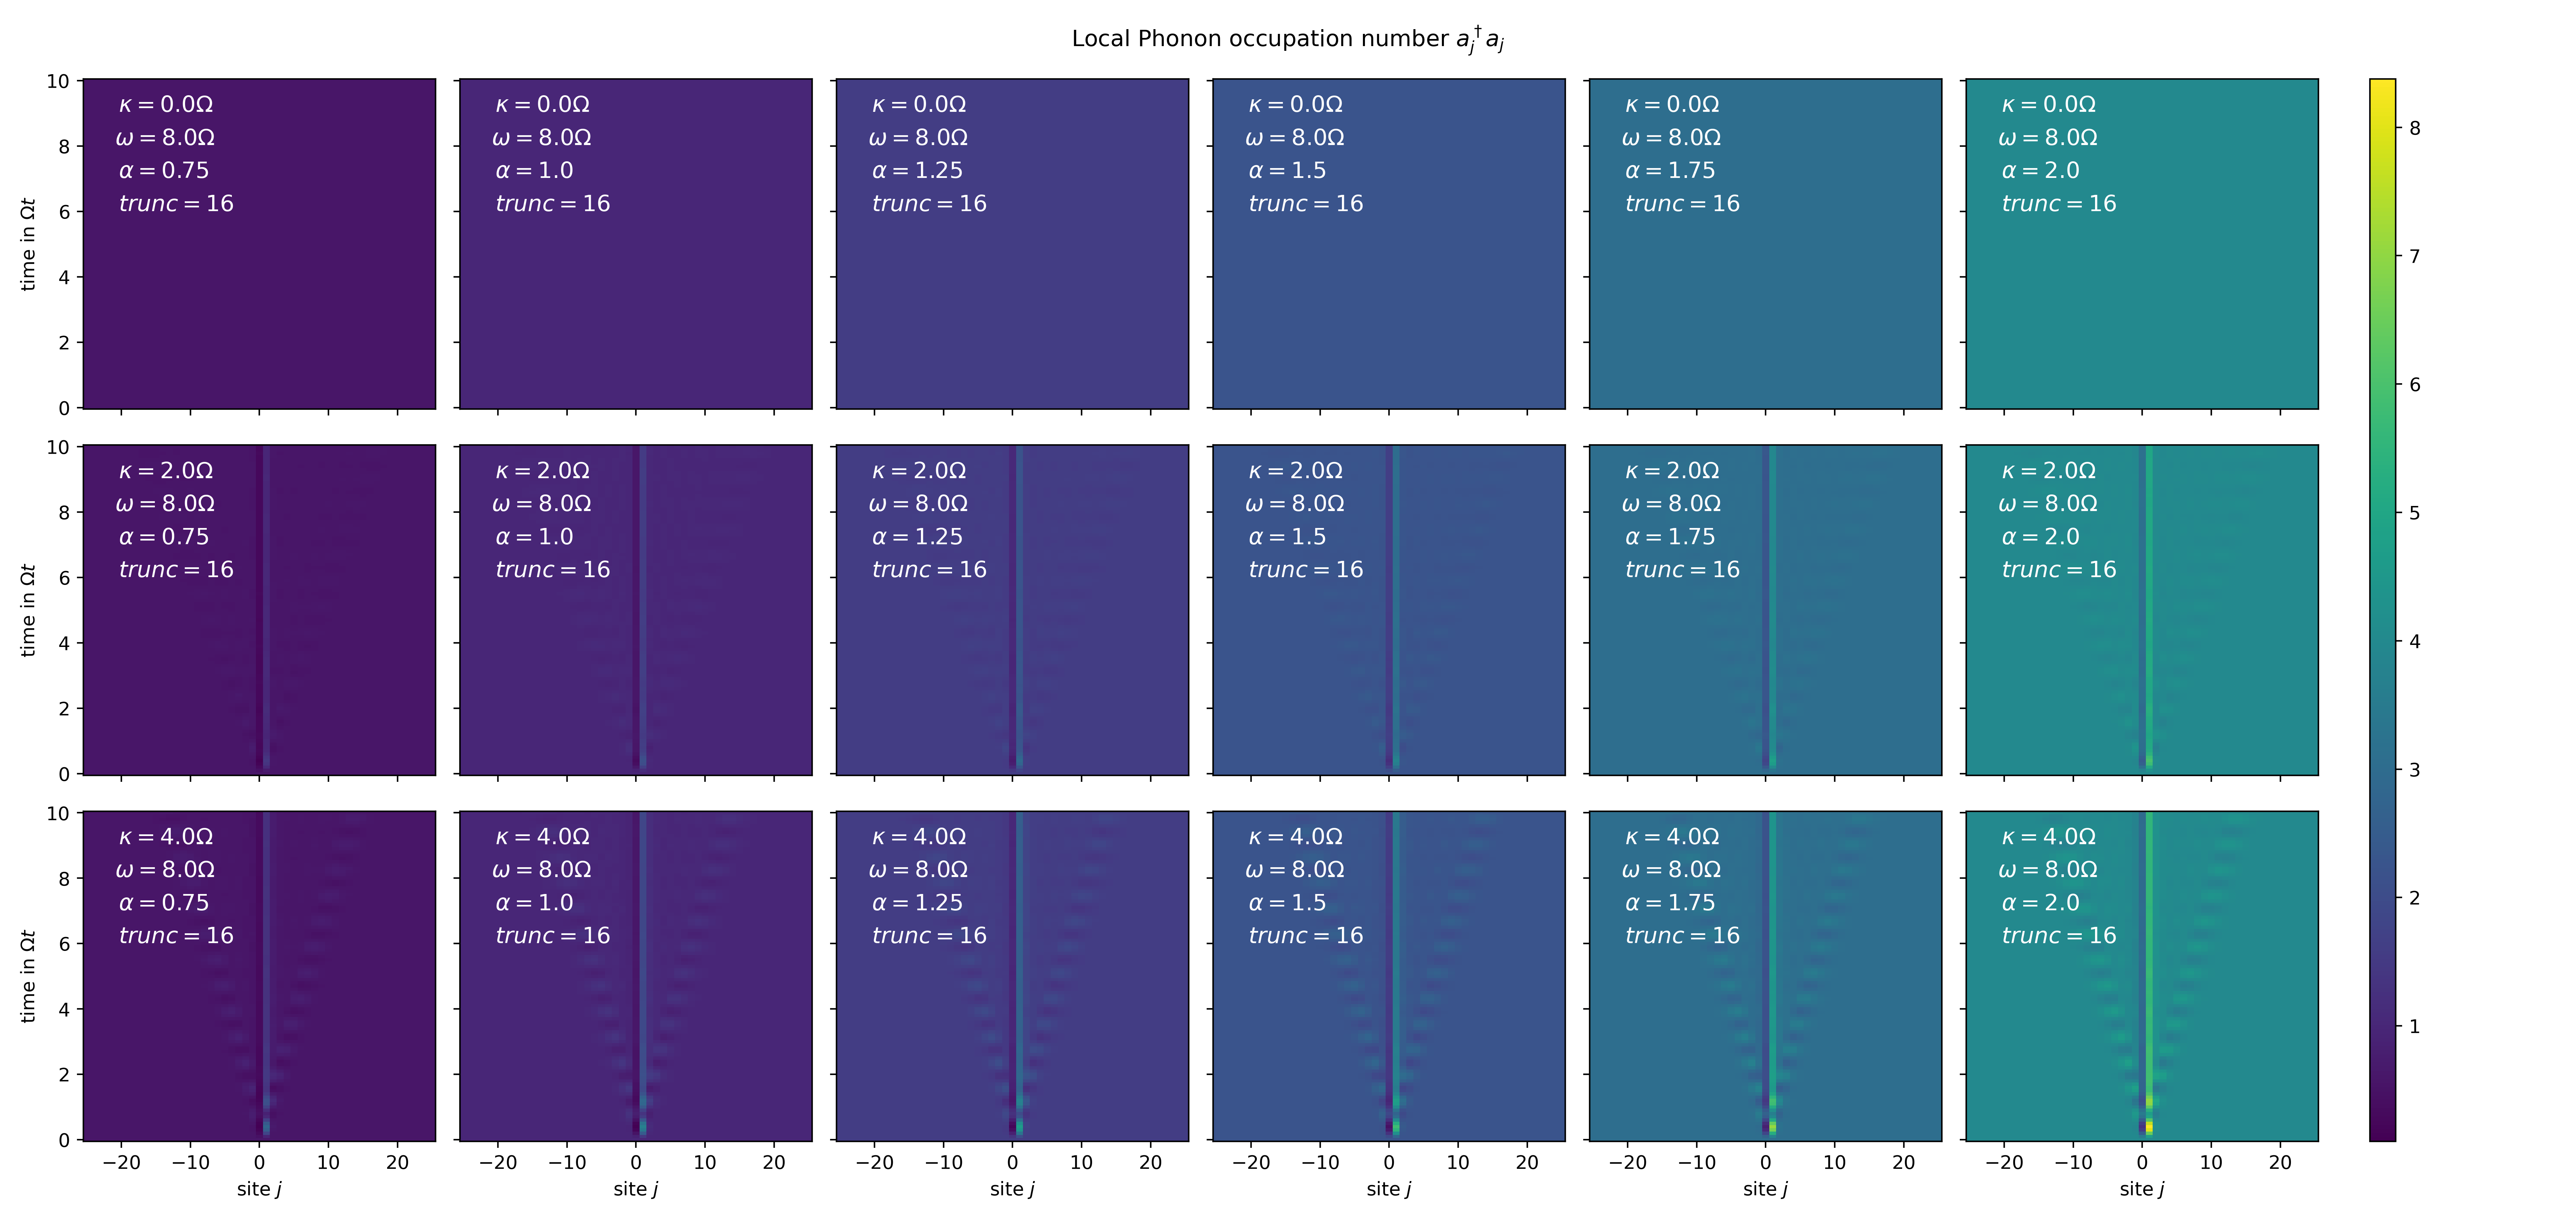 Local Phonon occupation number $a_j^\dagger a_j$
10
8
6
4
2
0
time in Ωt
κ = 0.0Ω
ω = 8.0Ω
α = 0.75
trunc = 16
κ = 0.0Ω
ω = 8.0Ω
α = 1.0
trunc = 16
κ = 0.0Ω
ω = 8.0Ω
α = 1.25
trunc = 16
κ = 0.0Ω
ω = 8.0Ω
α = 1.5
trunc = 16
κ = 0.0Ω
ω = 8.0Ω
α = 1.75
trunc = 16
κ = 0.0Ω
ω = 8.0Ω
α = 2.0
trunc = 16
10
8
6
4
2
0
time in Ωt
κ = 2.0Ω
ω = 8.0Ω
α = 0.75
trunc = 16
κ = 2.0Ω
ω = 8.0Ω
α = 1.0
trunc = 16
κ = 2.0Ω
ω = 8.0Ω
α = 1.25
trunc = 16
κ = 2.0Ω
ω = 8.0Ω
α = 1.5
trunc = 16
κ = 2.0Ω
ω = 8.0Ω
α = 1.75
trunc = 16
κ = 2.0Ω
ω = 8.0Ω
α = 2.0
trunc = 16
10
8
6
4
2
0
time in Ωt
κ = 4.0Ω
ω = 8.0Ω
α = 0.75
trunc = 16
κ = 4.0Ω
ω = 8.0Ω
α = 1.0
trunc = 16
κ = 4.0Ω
ω = 8.0Ω
α = 1.25
trunc = 16
κ = 4.0Ω
ω = 8.0Ω
α = 1.5
trunc = 16
κ = 4.0Ω
ω = 8.0Ω
α = 1.75
trunc = 16
κ = 4.0Ω
ω = 8.0Ω
α = 2.0
trunc = 16
−20 −10 0 10 20
site j
−20 −10 0 10 20
site j
−20 −10 0 10 20
site j
−20 −10 0 10 20
site j
−20 −10 0 10 20
site j
−20 −10 0 10 20
site j
8
7
6
5
4
3
2
1